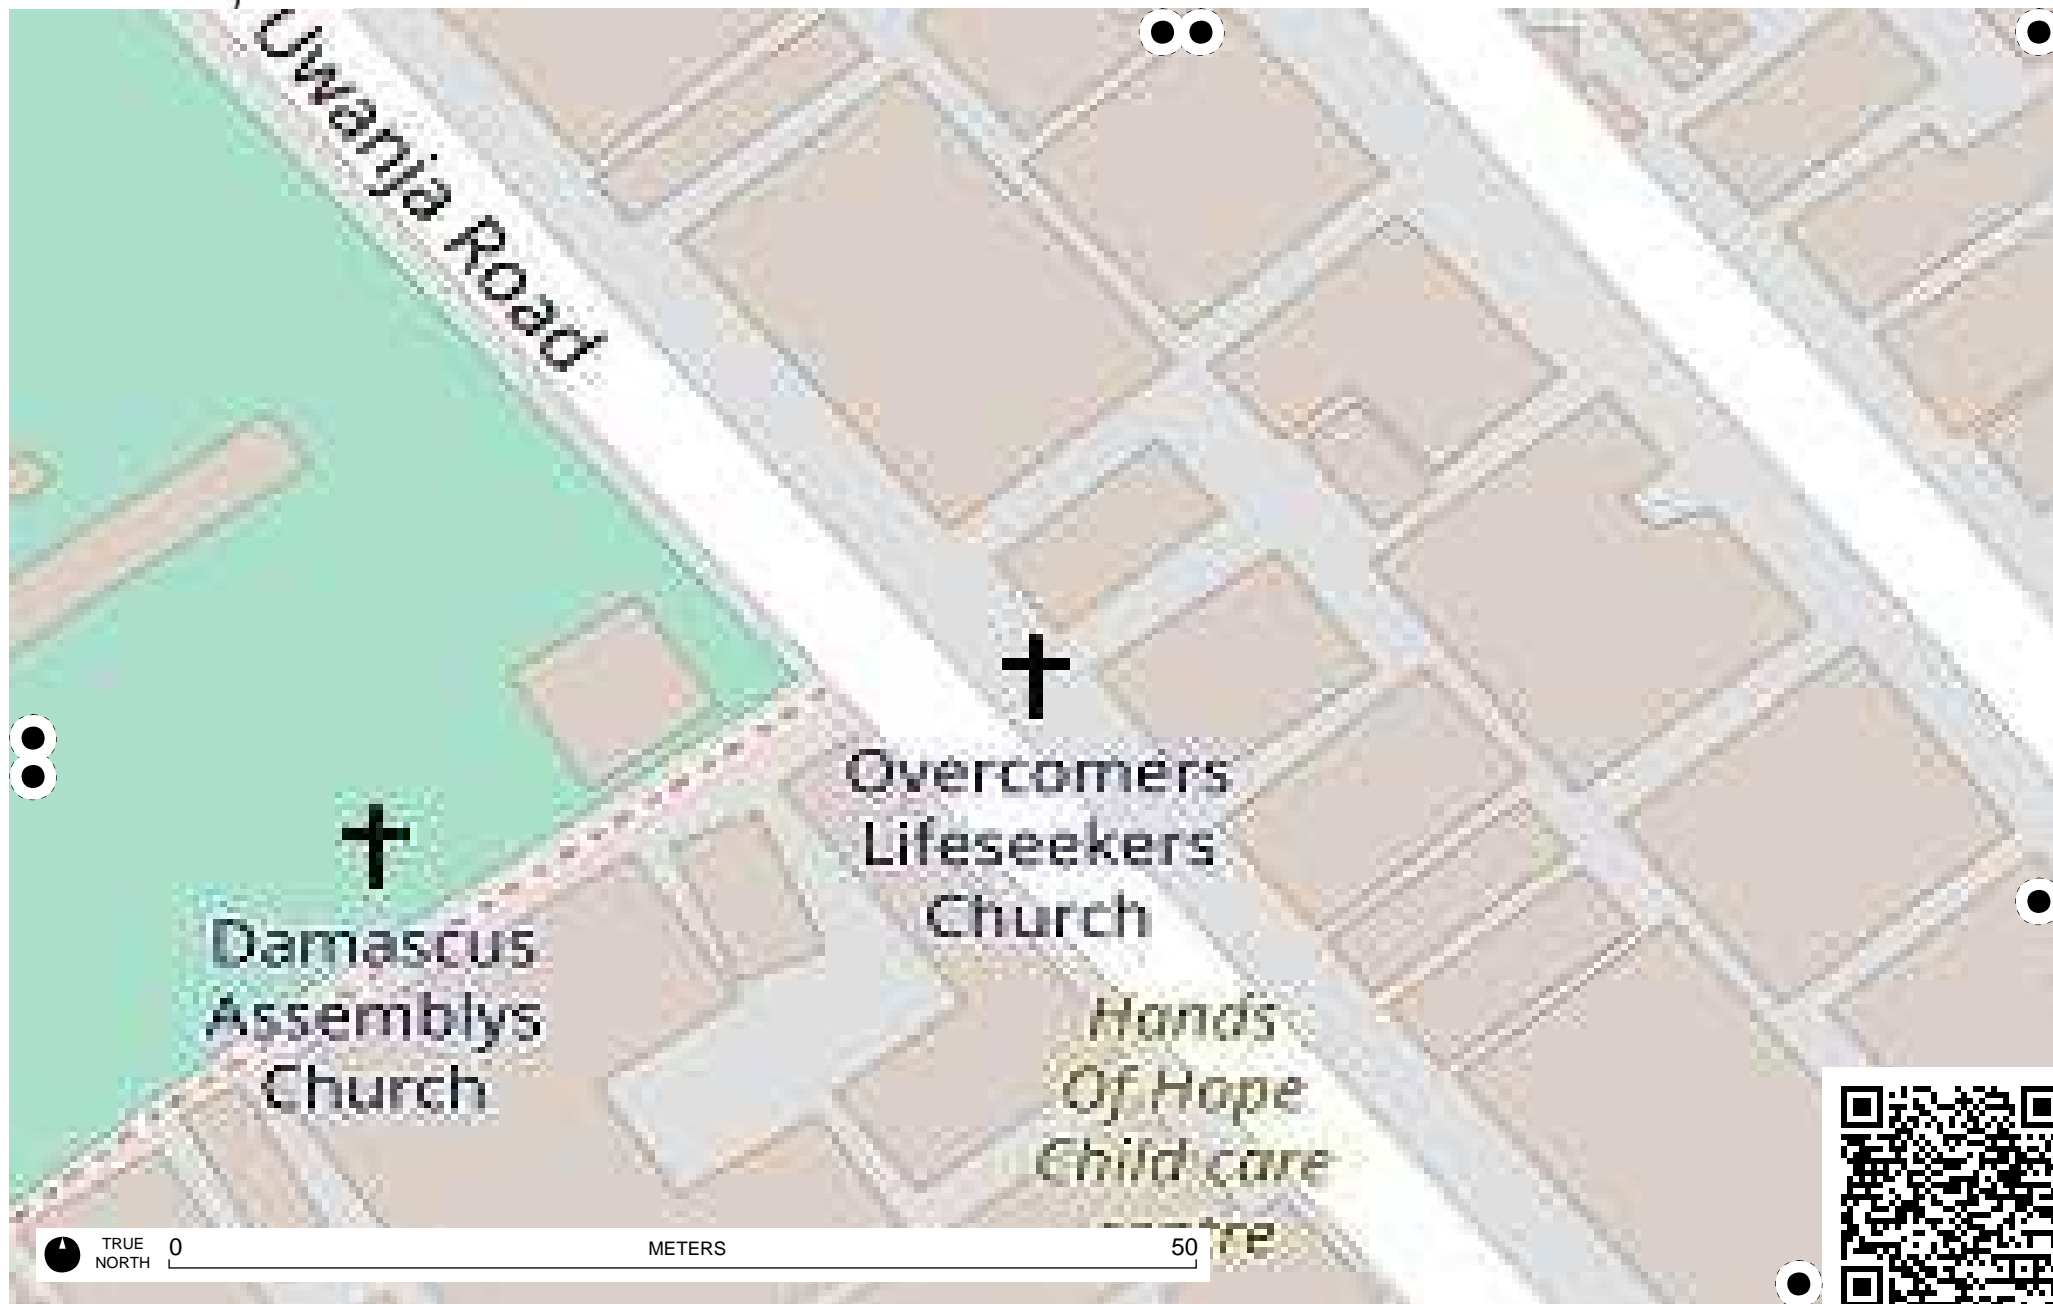 Uwanja Road
Overcomers
Lifeseekers
Church
Damascus
Assemblys
Church
Hands
Of Hope
Child care
TRUE
NORTH
0
METERS
50